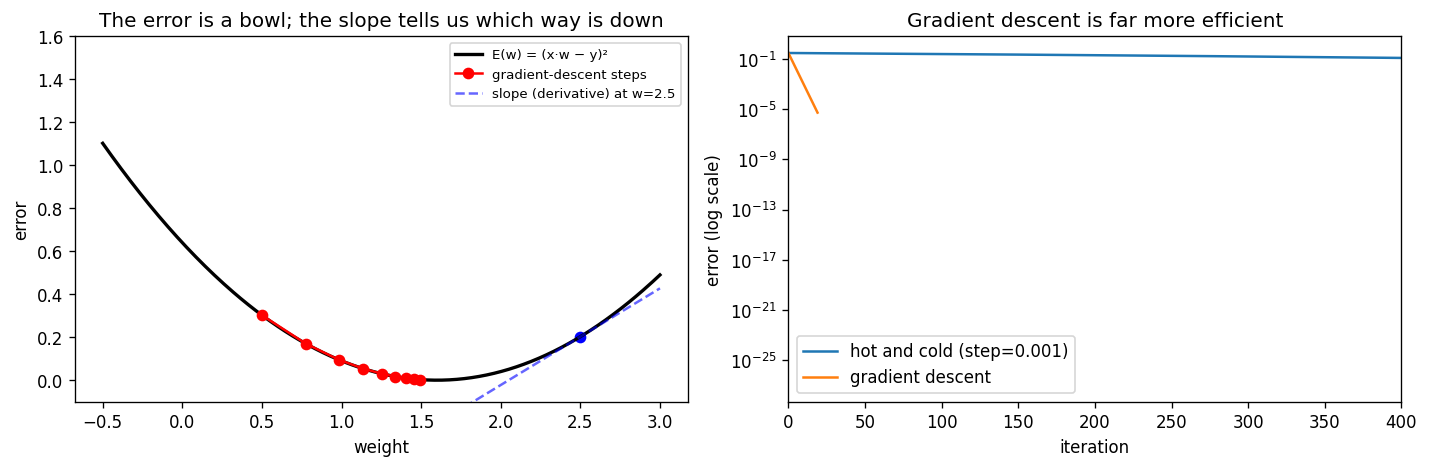 The error is a bowl; the slope tells us which way is down
E(w) = (x·w − y)²
gradient-descent steps
slope (derivative) at w=2.5
1.6
1.4
1.2
1.0
0.8
0.6
0.4
0.2
0.0
error
−0.5 0.0 0.5 1.0 1.5 2.0 2.5 3.0
weight
Gradient descent is far more efficient
10⁻¹
10⁻⁵
10⁻⁹
10⁻¹³
10⁻¹⁷
10⁻²¹
10⁻²⁵
error (log scale)
hot and cold (step=0.001)
gradient descent
0 50 100 150 200 250 300 350 400
iteration